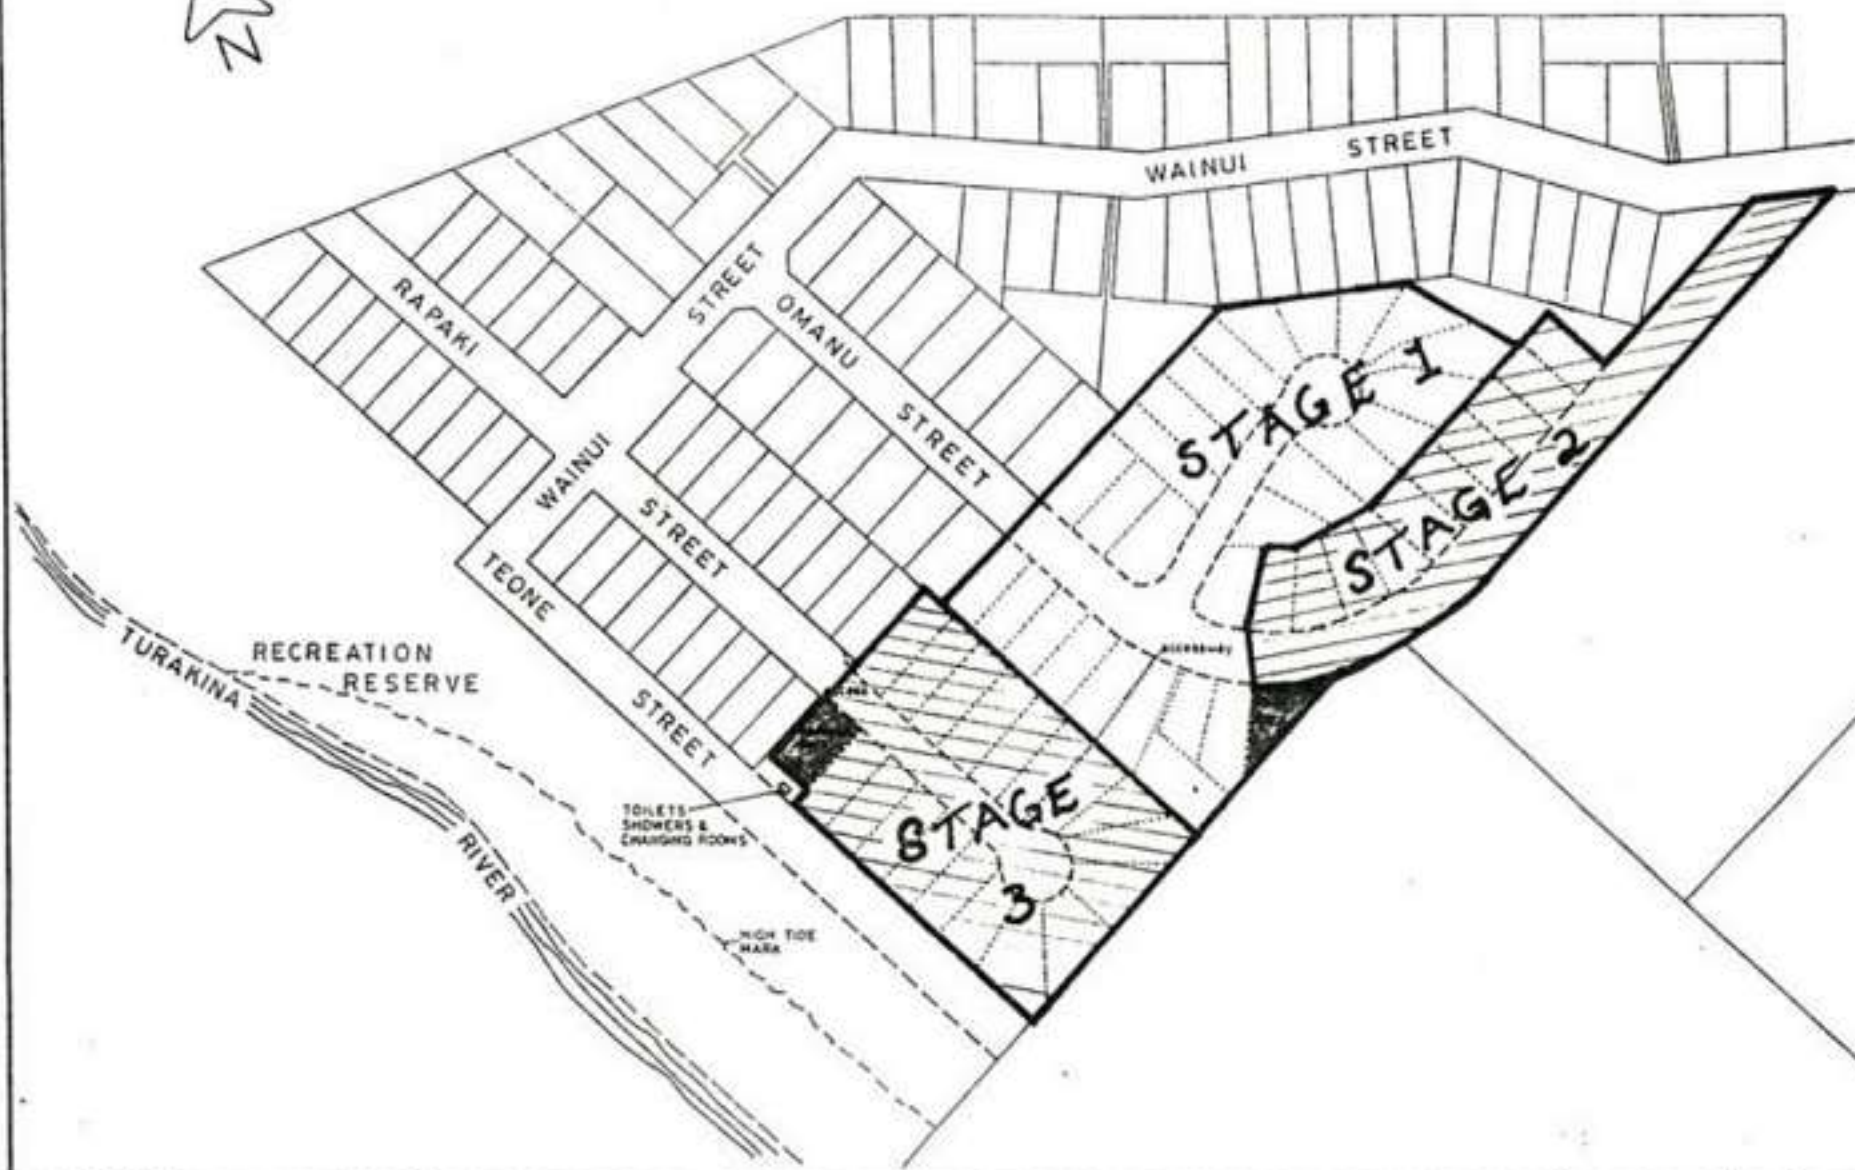 N
WAINUI STREET
STREET
RAPAKI
OMANU
STREET
WAINUI
STREET
TEONE
STREET
STAGE 1
STAGE 2
ACCESSWAY
STAGE
3
RECREATION
RESERVE
TURAKINA
RIVER
TOILETS
SHOWERS &
CHANGING ROOMS
HIGH TIDE
MARK